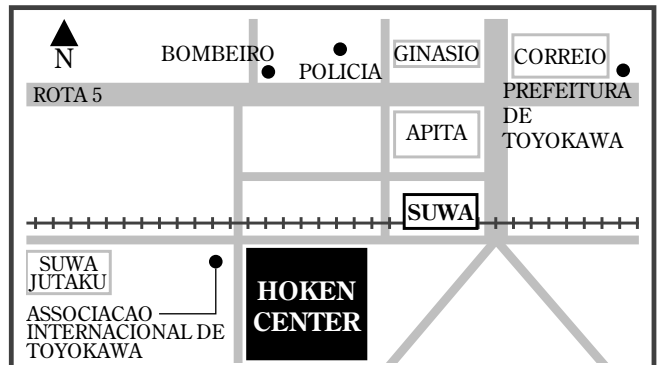 N
BOMBEIRO
POLICIA
GINASIO
CORREIO
ROTA 5
PREFEITURA
DE
TOYOKAWA
APITA
SUWA
SUWA
JUTAKU
ASSOCIACAO
INTERNACIONAL DE
TOYOKAWA
HOKEN
CENTER